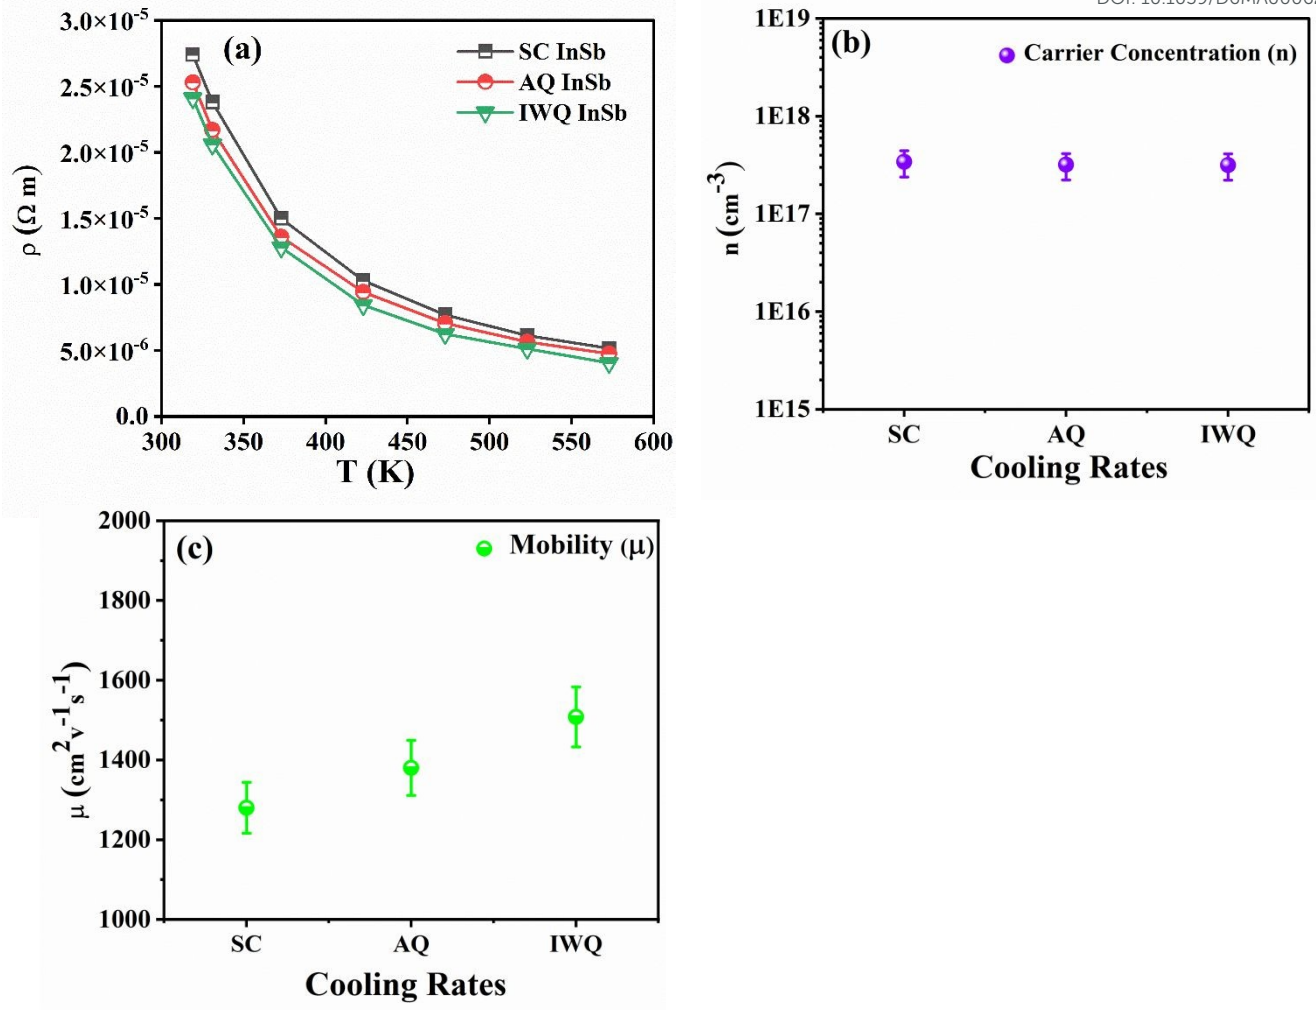 3.0×10⁻⁵
2.5×10⁻⁵
2.0×10⁻⁵
1.5×10⁻⁵
1.0×10⁻⁵
5.0×10⁻⁶
0.0
ρ (Ω m)
(a)
SC InSb
AQ InSb
IWQ InSb
300 350 400 450 500 550 600
T (K)
1E19
1E18
1E17
1E16
1E15
n (cm⁻³)
(b)
Carrier Concentration (n)
SC AQ IWQ
Cooling Rates
2000
1800
1600
1400
1200
1000
μ (cm²v⁻¹s⁻¹)
(c)
Mobility (μ)
SC AQ IWQ
Cooling Rates